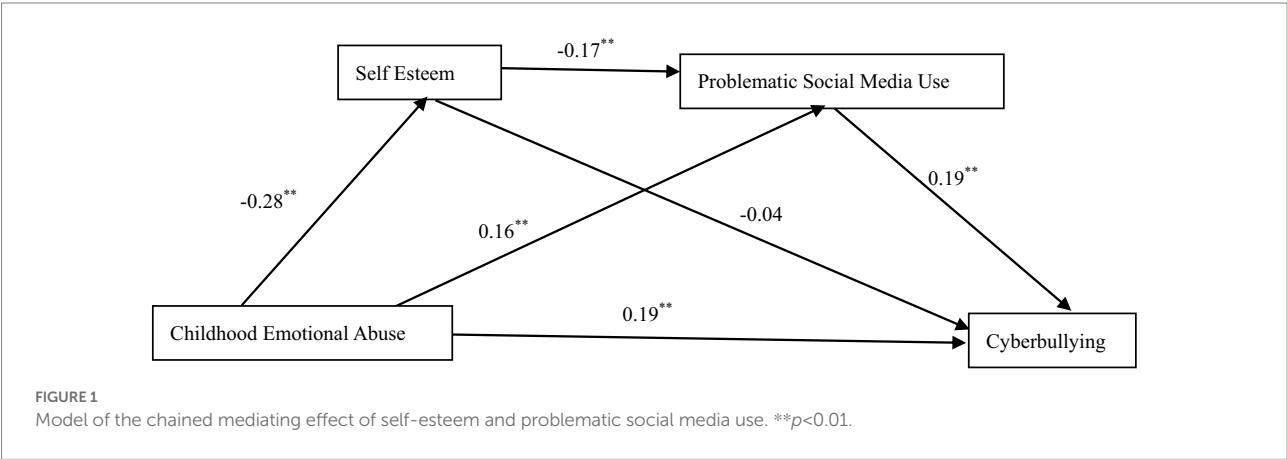 -0.17**
Self Esteem
Problematic Social Media Use
-0.28**
0.19**
0.16**
-0.04
0.19**
Childhood Emotional Abuse
Cyberbullying
FIGURE 1
Model of the chained mediating effect of self-esteem and problematic social media use. **p<0.01.